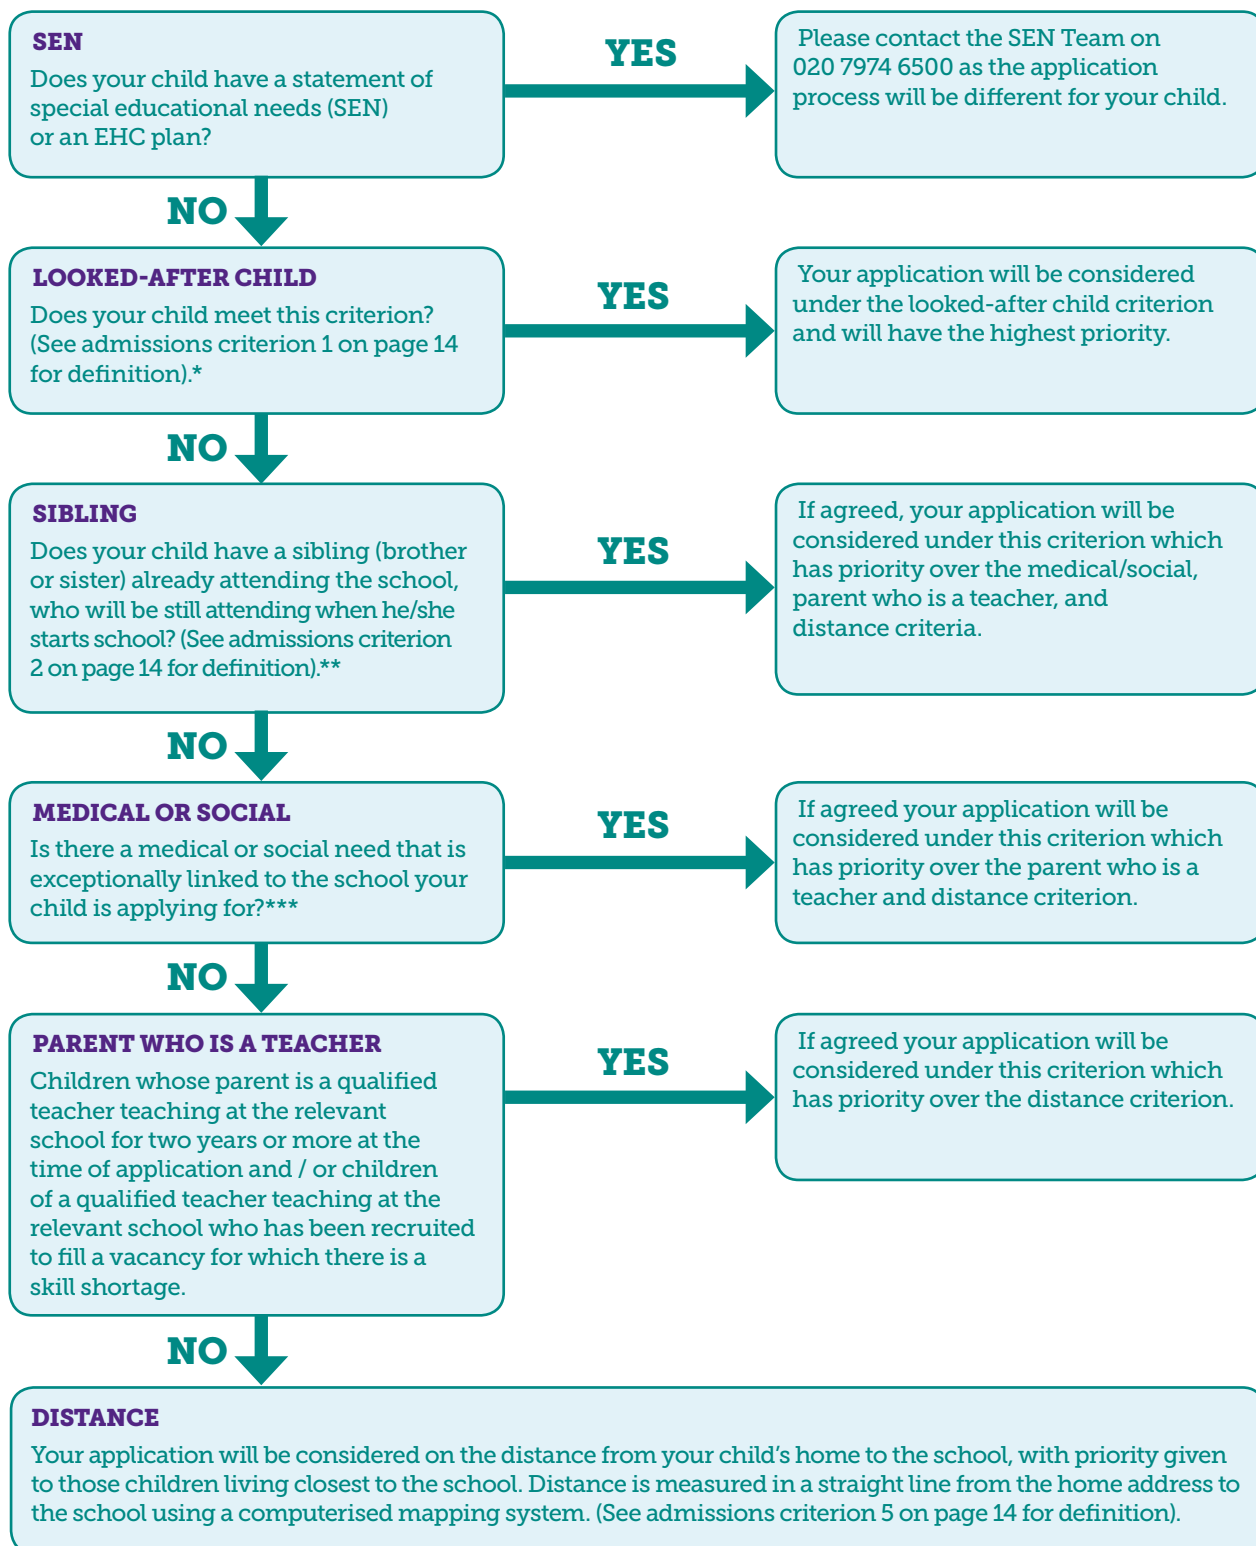 SEN
Does your child have a statement of
special educational needs (SEN)
or an EHC plan?
YES
Please contact the SEN Team on
020 7974 6500 as the application
process will be different for your child.
NO
LOOKED-AFTER CHILD
Does your child meet this criterion?
(See admissions criterion 1 on page 14
for definition).*
YES
Your application will be considered
under the looked-after child criterion
and will have the highest priority.
NO
SIBLING
Does your child have a sibling (brother
or sister) already attending the school,
who will be still attending when he/she
starts school? (See admissions criterion
2 on page 14 for definition).**
YES
If agreed, your application will be
considered under this criterion which
has priority over the medical/social,
parent who is a teacher, and
distance criteria.
NO
MEDICAL OR SOCIAL
Is there a medical or social need that is
exceptionally linked to the school your
child is applying for?***
YES
If agreed your application will be
considered under this criterion which
has priority over the parent who is a
teacher and distance criterion.
NO
PARENT WHO IS A TEACHER
Children whose parent is a qualified
teacher teaching at the relevant
school for two years or more at the
time of application and / or children
of a qualified teacher teaching at the
relevant school who has been recruited
to fill a vacancy for which there is a
skill shortage.
YES
If agreed your application will be
considered under this criterion which
has priority over the distance criterion.
NO
DISTANCE
Your application will be considered on the distance from your child's home to the school, with priority given
to those children living closest to the school. Distance is measured in a straight line from the home address to
the school using a computerised mapping system. (See admissions criterion 5 on page 14 for definition).